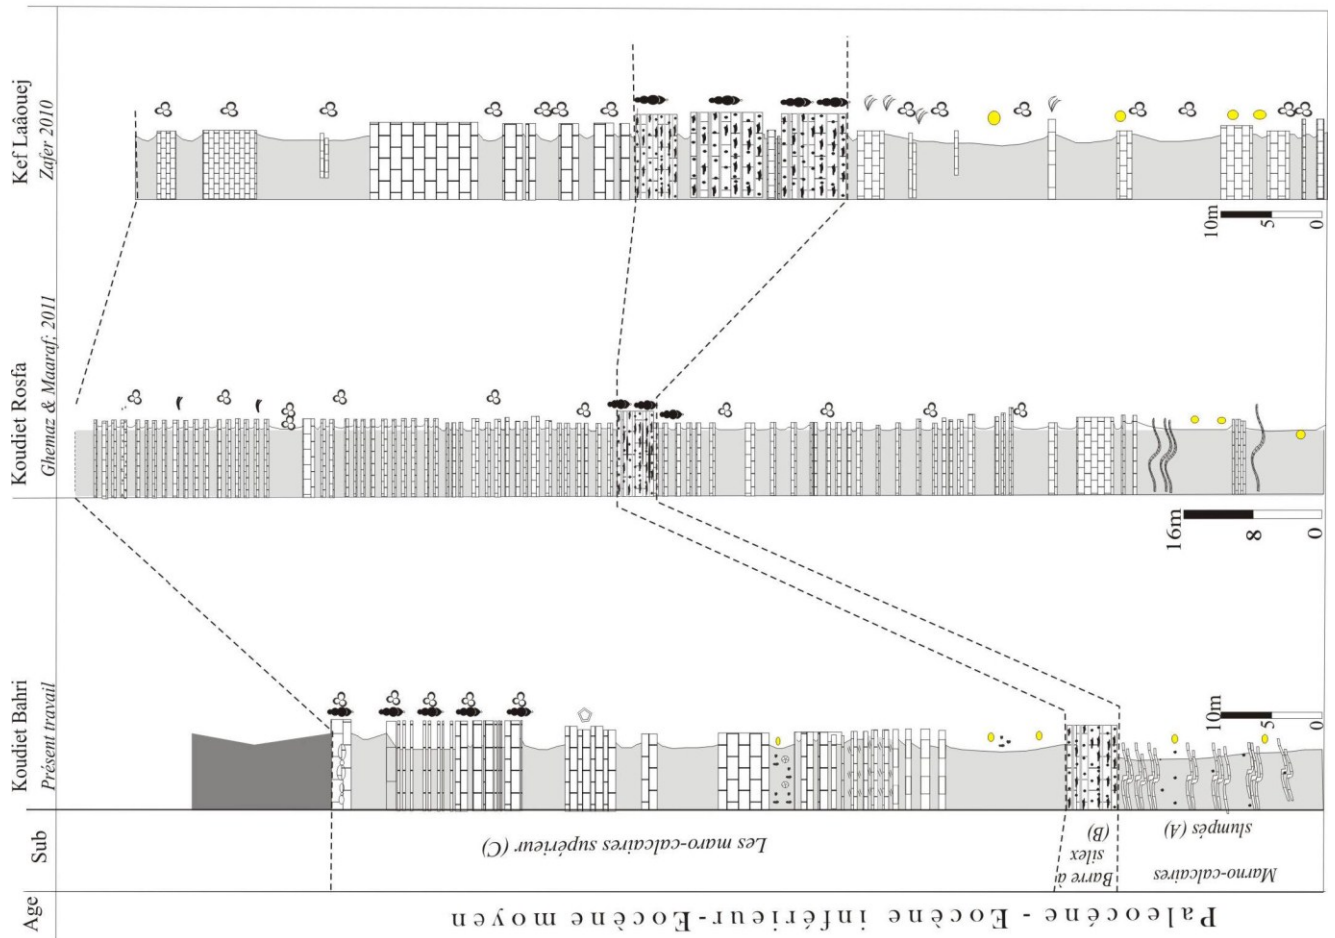 Age
Sub
Koudiet Bahri
Présent travail
Koudiet Rosfa
Ghemaz & Maaraf; 2011
Kef Laâouej
Zafer 2010
Paleocéne - Eocène inférieur-Eocène moyen
Les maro-calcaires supérieur (C)
Barre à
silex
(B)
Marno-calcaires
slumpés (A)
10m
5
0
16m
8
0
10m
5
0